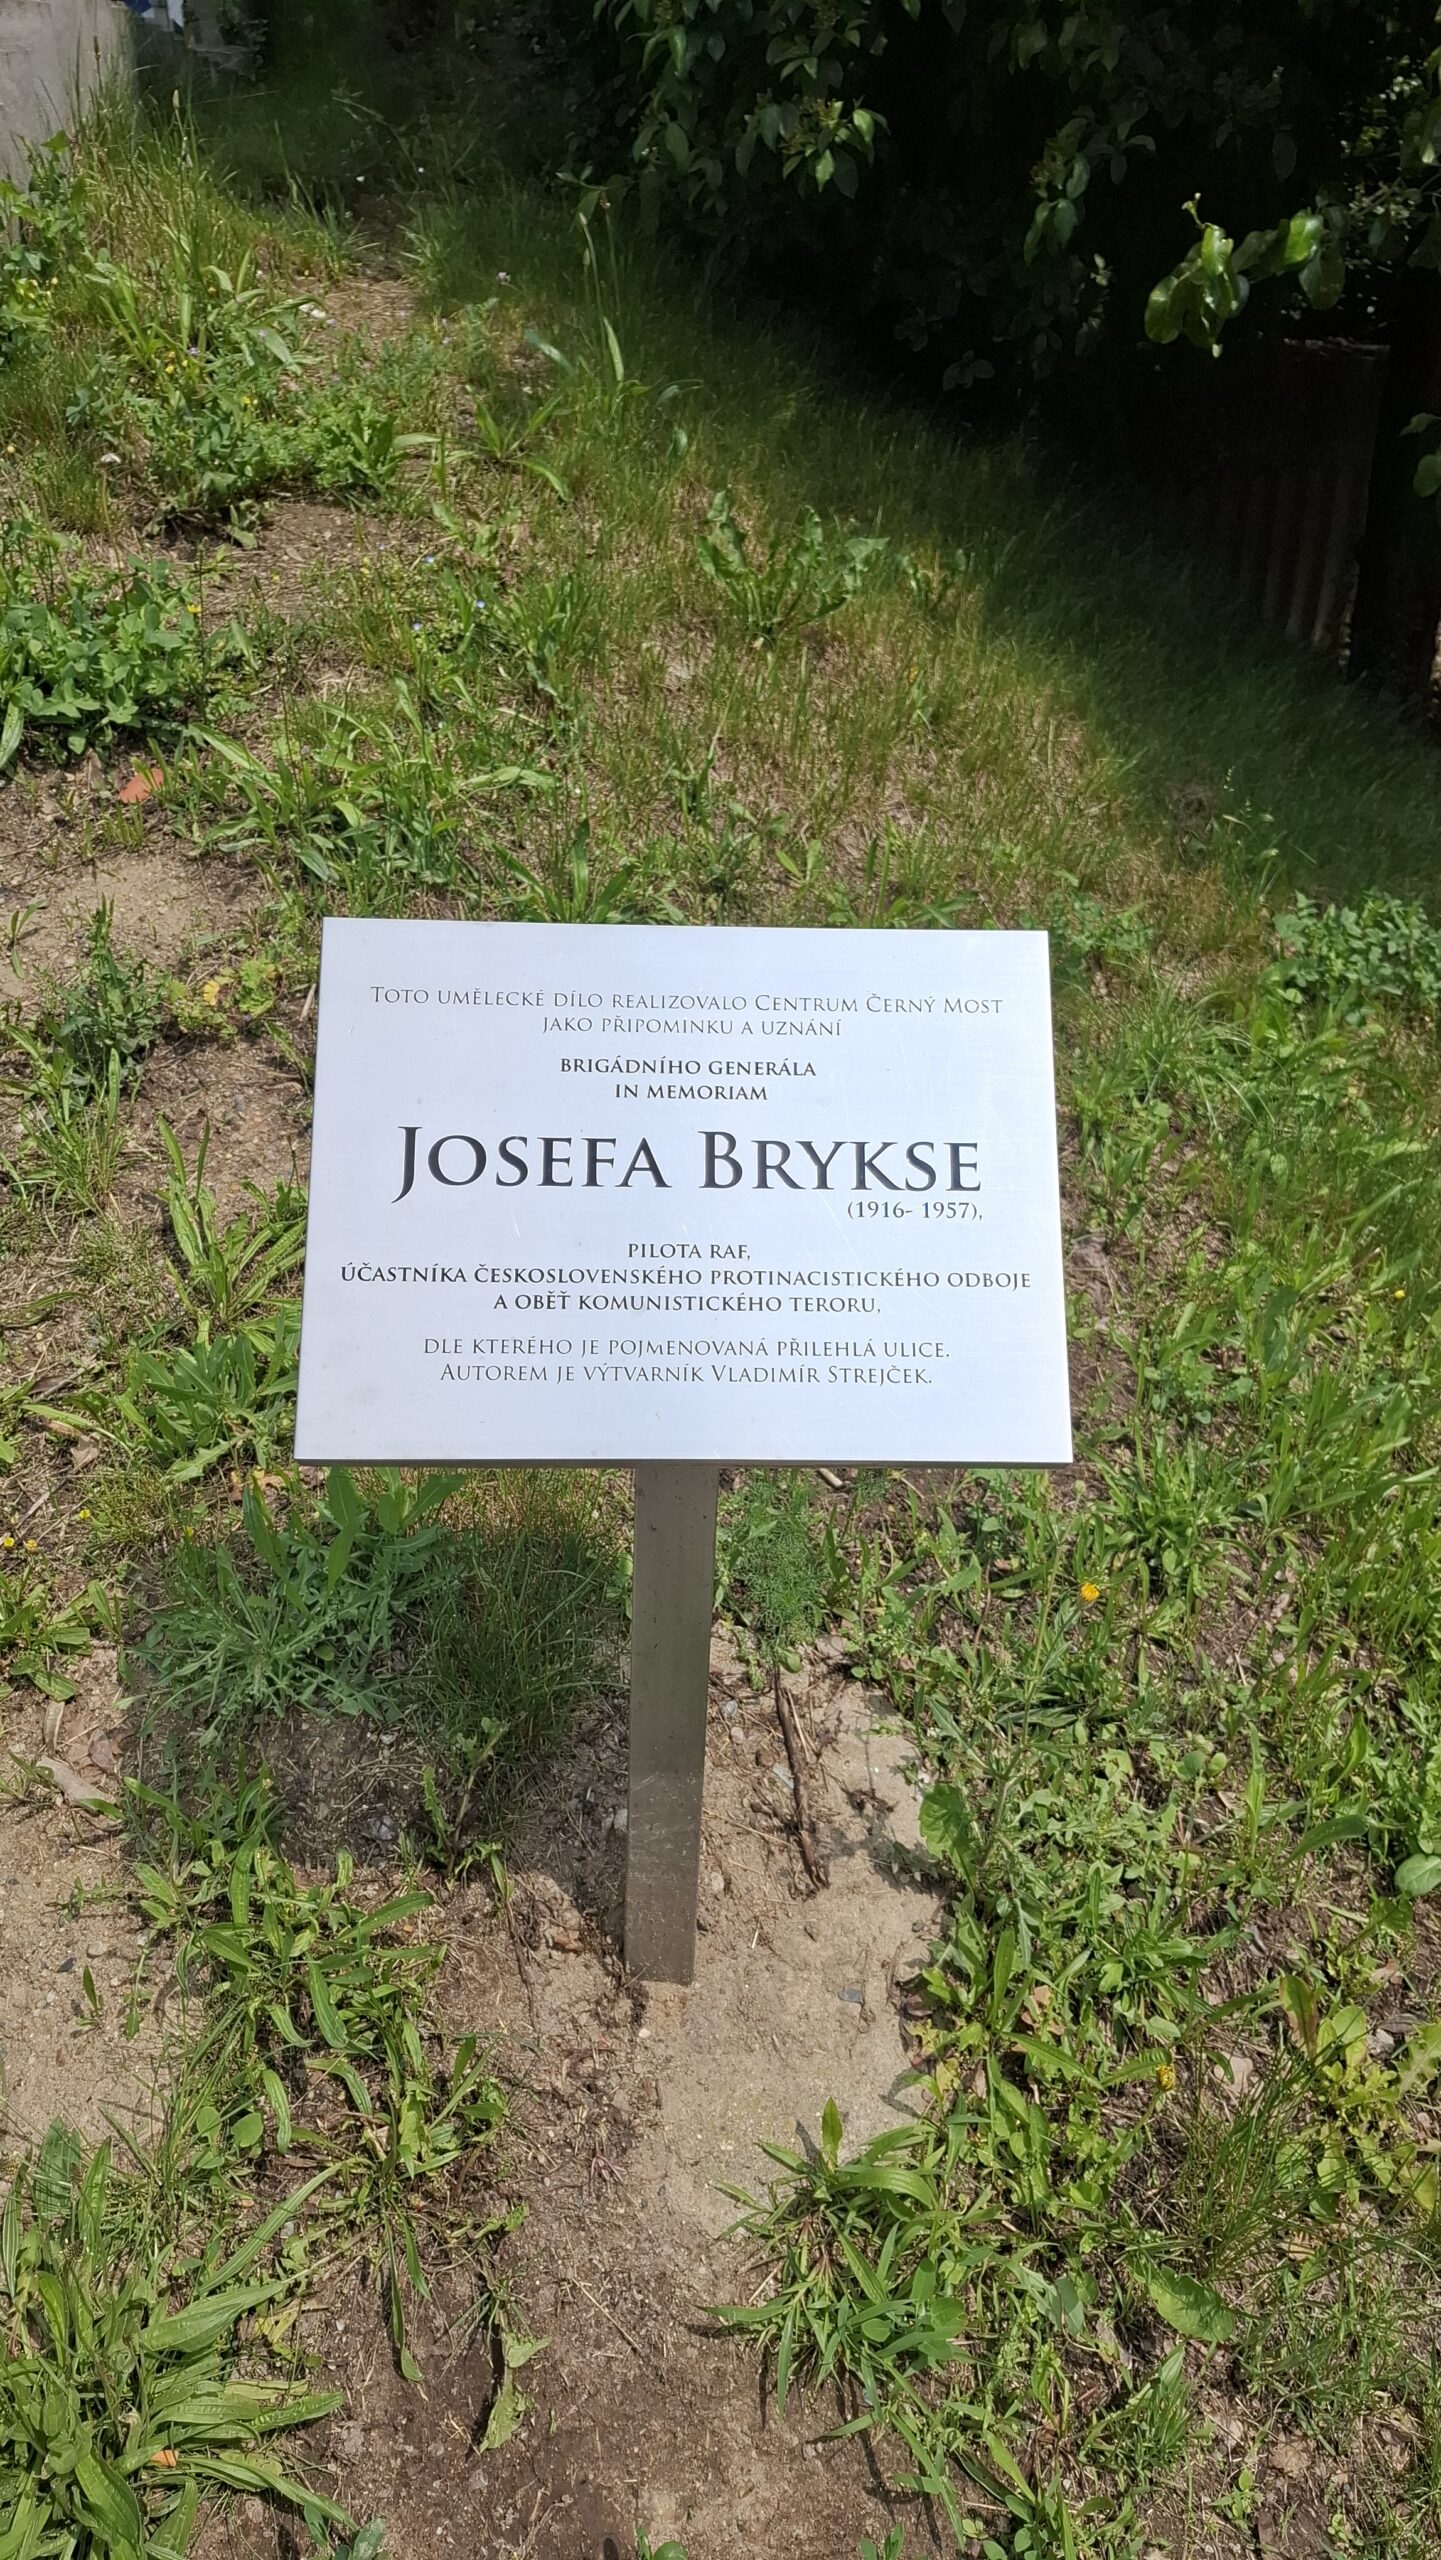 Toto umělecké dílo realizovalo Centrum Černý Most
jako připomínku a uznání
brigádního generála
in memoriam
Josefa Brykse
(1916- 1957),
pilota RAF,
účastníka československého protinacistického odboje
a oběť komunistického teroru,
dle kterého je pojmenovaná přilehlá ulice.
Autorem je výtvarník Vladimír Strejček.